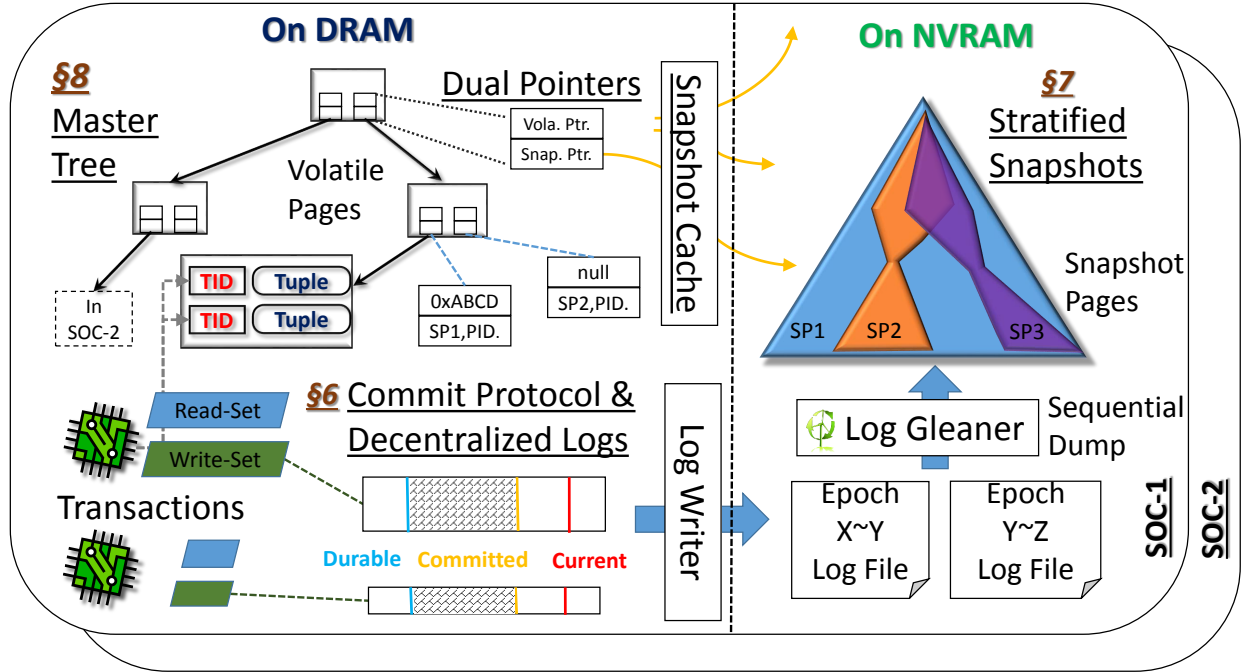 On DRAM
On NVRAM
§8
Master
Tree
Dual Pointers
Vola. Ptr.
Snap. Ptr.
Snapshot Cache
§7
Stratified
Snapshots
Volatile
Pages
In
SOC-2
TID
Tuple
TID
Tuple
0xABCD
SP1,PID.
null
SP2,PID.
Snapshot
Pages
SP1
SP2
SP3
§6 Commit Protocol &
Decentralized Logs
Read-Set
Write-Set
Transactions
Durable
Committed
Current
Log Writer
Log Gleaner
Sequential
Dump
Epoch
X~Y
Log File
Epoch
Y~Z
Log File
SOC-1
SOC-2